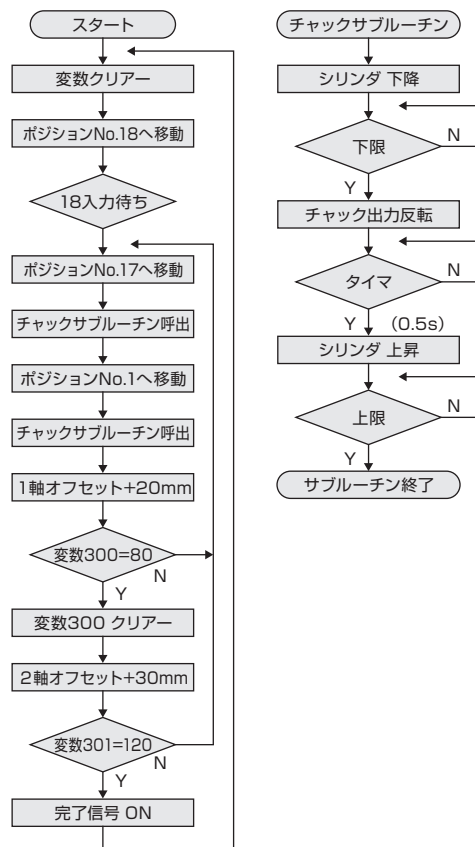 スタート
変数クリアー
ポジションNo.18へ移動
18入力待ち
ポジションNo.17へ移動
チャックサブルーチン呼出
ポジションNo.1へ移動
チャックサブルーチン呼出
1軸オフセット+20mm
変数300=80
N
Y
変数300 クリアー
2軸オフセット+30mm
変数301=120
N
Y
完了信号 ON
チャックサブルーチン
シリンダ 下降
下限
N
Y
チャック出力反転
タイマ
N
Y (0.5s)
シリンダ 上昇
上限
N
Y
サブルーチン終了